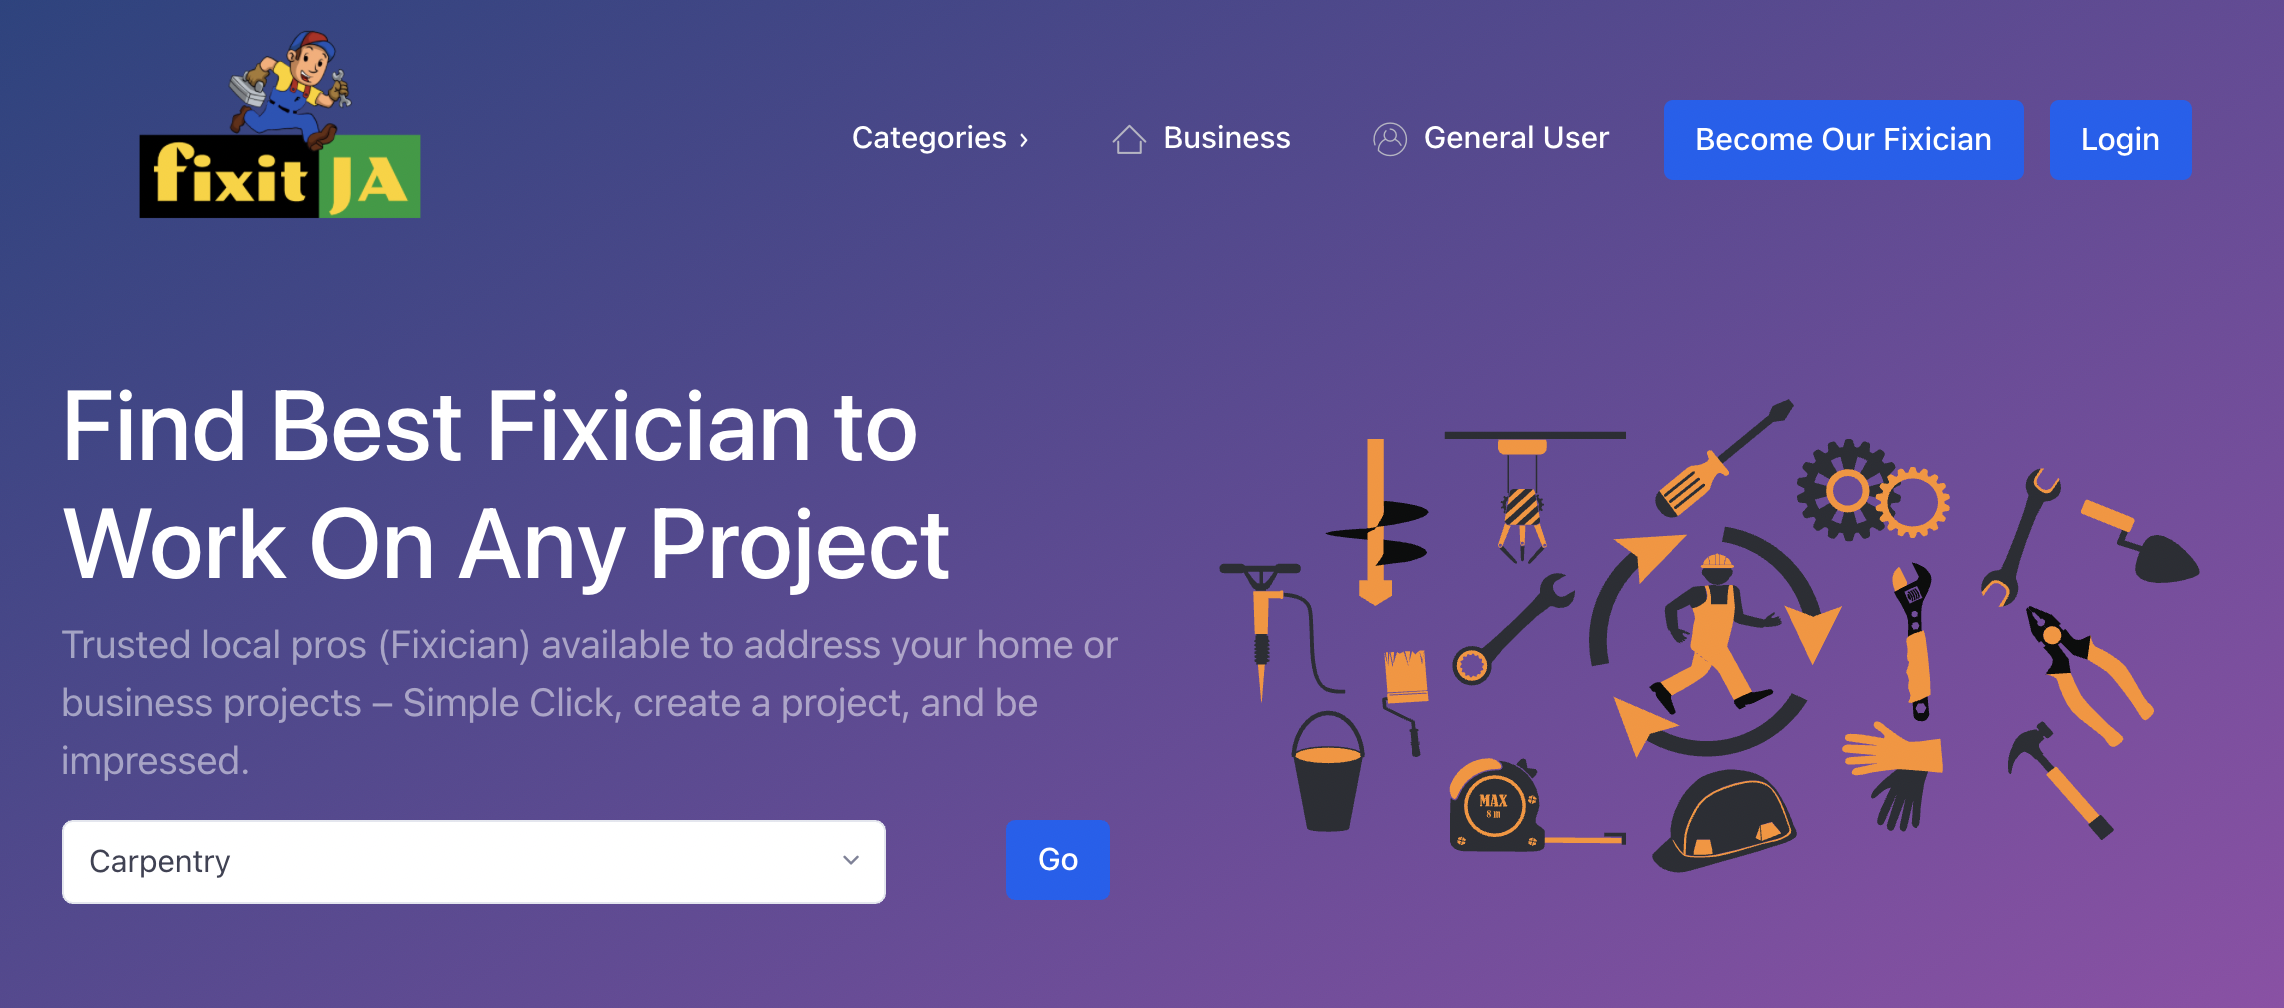 fixit JA
Categories ›
Business
General User
Become Our Fixician
Login
Find Best Fixician to
Work On Any Project
Trusted local pros (Fixician) available to address your home or
business projects – Simple Click, create a project, and be
impressed.
Carpentry
Go
MAX
8 m